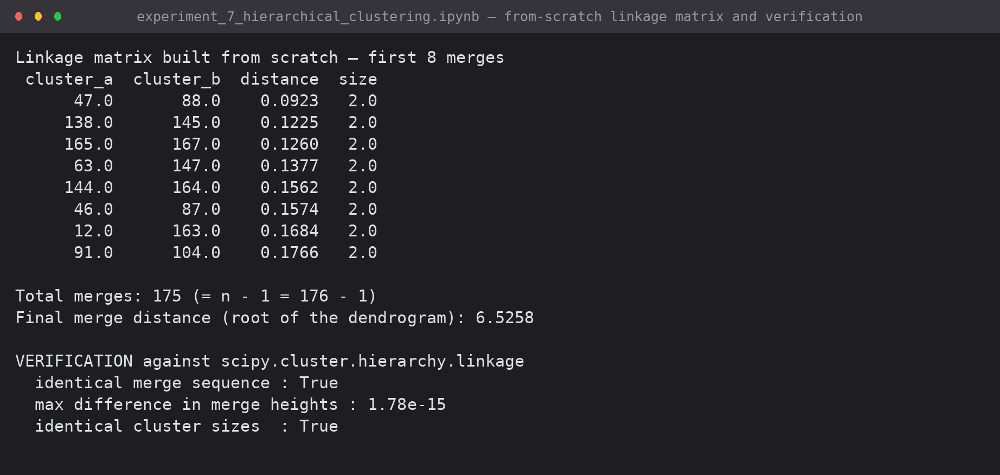 experiment_7_hierarchical_clustering.ipynb — from-scratch linkage matrix and verification
Linkage matrix built from scratch — first 8 merges
cluster_a  cluster_b  distance  size
47.0       88.0    0.0923   2.0
138.0      145.0    0.1225   2.0
165.0      167.0    0.1260   2.0
63.0      147.0    0.1377   2.0
144.0      164.0    0.1562   2.0
46.0       87.0    0.1574   2.0
12.0      163.0    0.1684   2.0
91.0      104.0    0.1766   2.0
Total merges: 175 (= n - 1 = 176 - 1)
Final merge distance (root of the dendrogram): 6.5258
VERIFICATION against scipy.cluster.hierarchy.linkage
identical merge sequence : True
max difference in merge heights : 1.78e-15
identical cluster sizes  : True